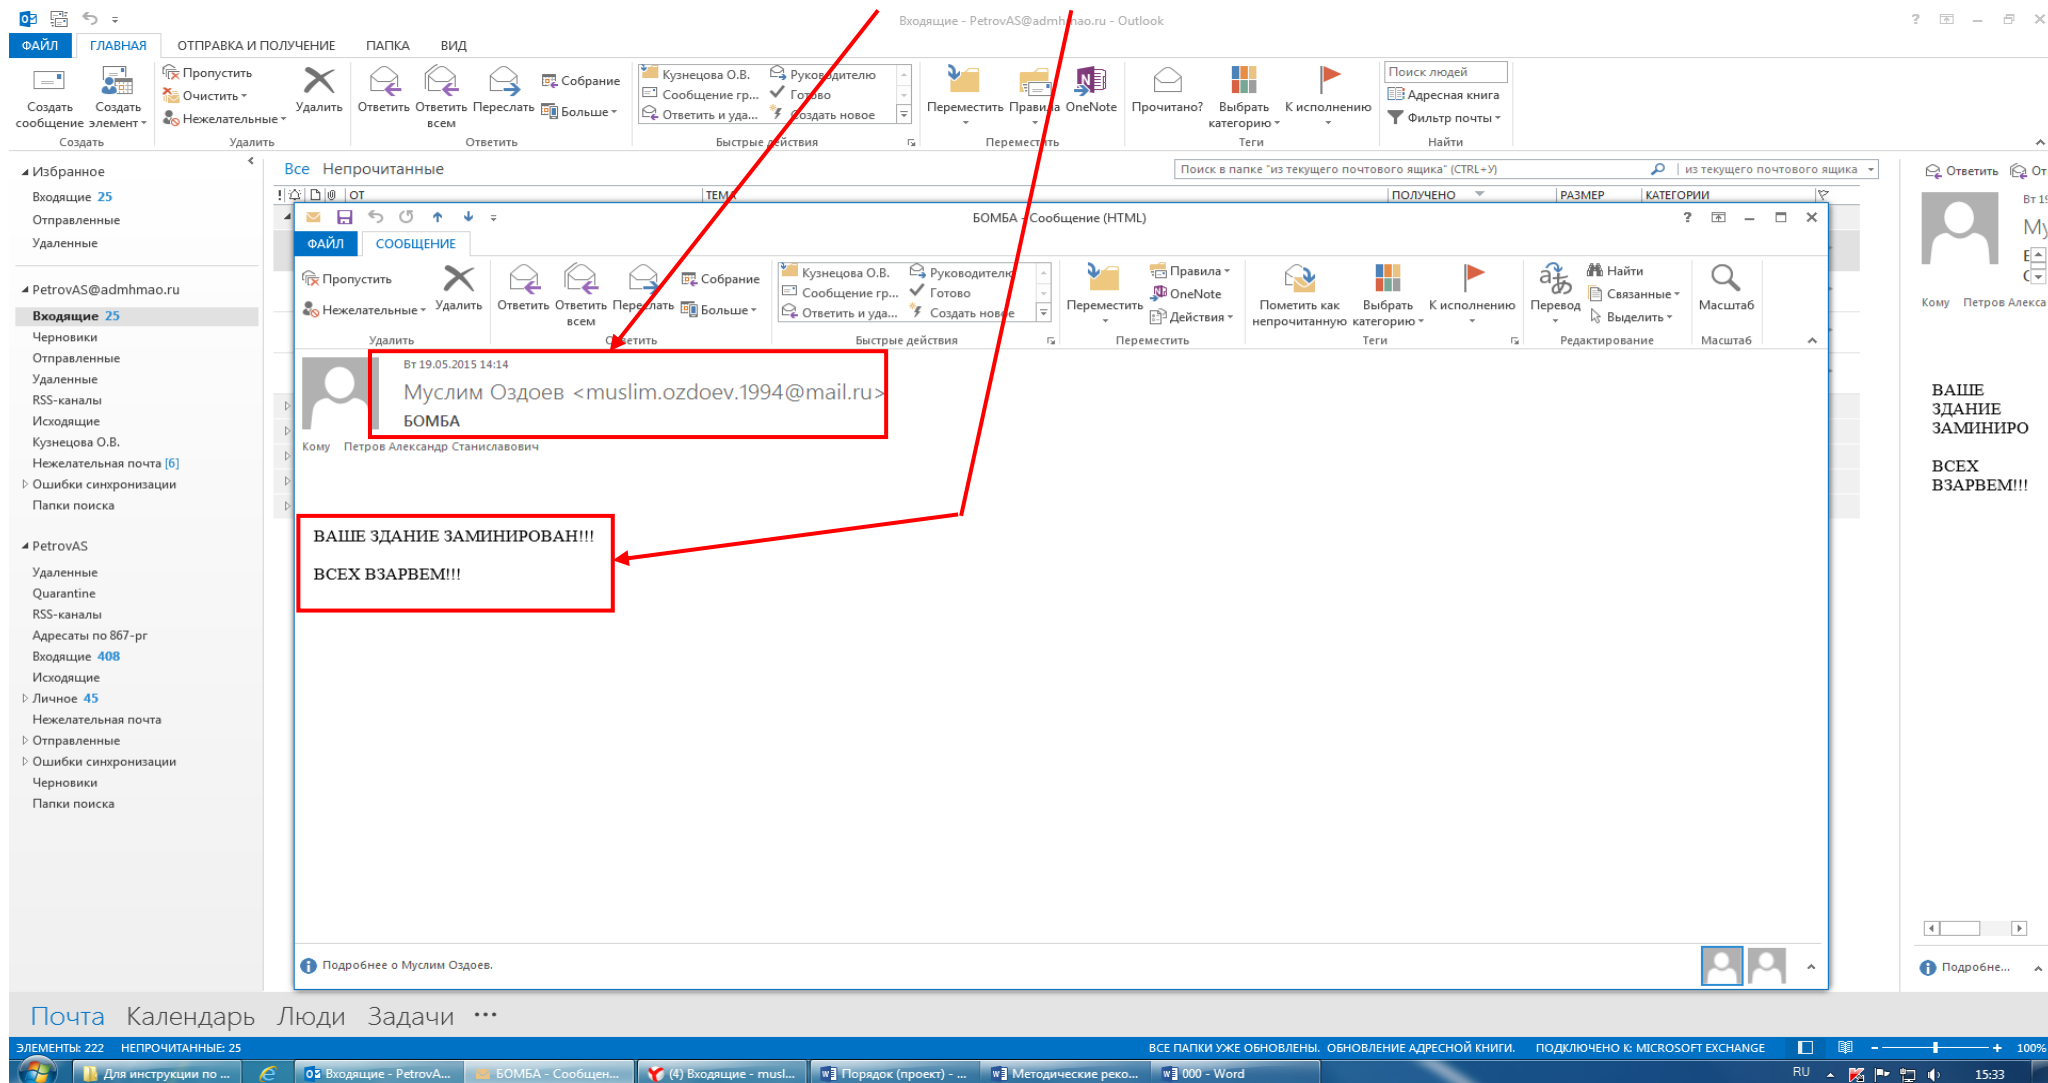 Входящие - PetrovAS@admhmao.ru - Outlook
ФАЙЛ ГЛАВНАЯ ОТПРАВКА И ПОЛУЧЕНИЕ ПАПКА ВИД
Создать сообщение
Создать элемент
Пропустить
Очистить
Нежелательные
Удалить
Ответить
Ответить всем
Переслать
Собрание
Больше
Кузнецова О.В.
Сообщение гр...
Ответить и уда...
Руководителю
Готово
Создать новое
Переместить
Правила
OneNote
Прочитано?
Выбрать категорию
К исполнению
Поиск людей
Адресная книга
Фильтр почты
Создать Удалить Ответить Быстрые действия Переместить Теги Найти
Избранное
Входящие 25
Отправленные
Удаленные
PetrovAS@admhmao.ru
Входящие 25
Черновики
Отправленные
Удаленные
RSS-каналы
Исходящие
Кузнецова О.В.
Нежелательная почта [6]
Ошибки синхронизации
Папки поиска
PetrovAS
Удаленные
Quarantine
RSS-каналы
Адресаты по 867-рг
Входящие 408
Исходящие
Личное 45
Нежелательная почта
Отправленные
Ошибки синхронизации
Черновики
Папки поиска
Все Непрочитанные
Поиск в папке "из текущего почтового ящика" (CTRL+У)
из текущего почтового ящика
ОТ ТЕМА ПОЛУЧЕНО РАЗМЕР КАТЕГОРИИ
БОМБА - Сообщение (HTML)
ФАЙЛ СООБЩЕНИЕ
Пропустить
Нежелательные
Удалить
Ответить
Ответить всем
Переслать
Собрание
Больше
Кузнецова О.В.
Сообщение гр...
Ответить и уда...
Руководителю
Готово
Создать новое
Переместить
Правила
OneNote
Действия
Пометить как непрочитанную
Выбрать категорию
К исполнению
Перевод
Найти
Связанные
Выделить
Масштаб
Удалить Ответить Быстрые действия Переместить Теги Редактирование Масштаб
Вт 19.05.2015 14:14
Муслим Оздоев <muslim.ozdoev.1994@mail.ru>
БОМБА
Кому Петров Александр Станиславович
ВАШЕ ЗДАНИЕ ЗАМИНИРОВАН!!!
ВСЕХ ВЗАРВЕМ!!!
Подробнее о Муслим Оздоев.
Ответить От
Вт 19
Му
Кому Петров Алекса
ВАШЕ
ЗДАНИЕ
ЗАМИНИРО
ВСЕХ
ВЗАРВЕМ!!!
Подробне...
Почта Календарь Люди Задачи ···
ЭЛЕМЕНТЫ: 222 НЕПРОЧИТАННЫЕ: 25
ВСЕ ПАПКИ УЖЕ ОБНОВЛЕНЫ. ОБНОВЛЕНИЕ АДРЕСНОЙ КНИГИ. ПОДКЛЮЧЕНО К: MICROSOFT EXCHANGE
100%
Для инструкции по ...
Входящие - PetrovA...
БОМБА - Сообщен...
(4) Входящие - musl...
Порядок (проект) - ...
Методические реко...
000 - Word
RU
15:33